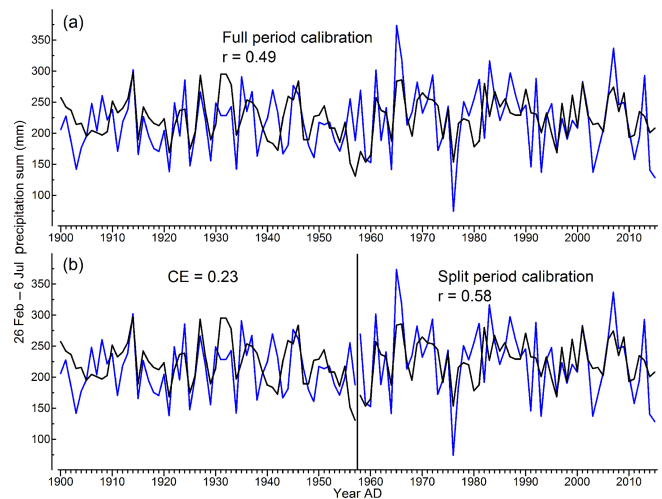 (a)
Full period calibration
r = 0.49
350
300
250
200
150
100
1900 1910 1920 1930 1940 1950 1960 1970 1980 1990 2000 2010
26 Feb – 6 Jul precipitation sum (mm)
(b)
CE = 0.23
Split period calibration
r = 0.58
350
300
250
200
150
100
50
1900 1910 1920 1930 1940 1950 1960 1970 1980 1990 2000 2010
Year AD